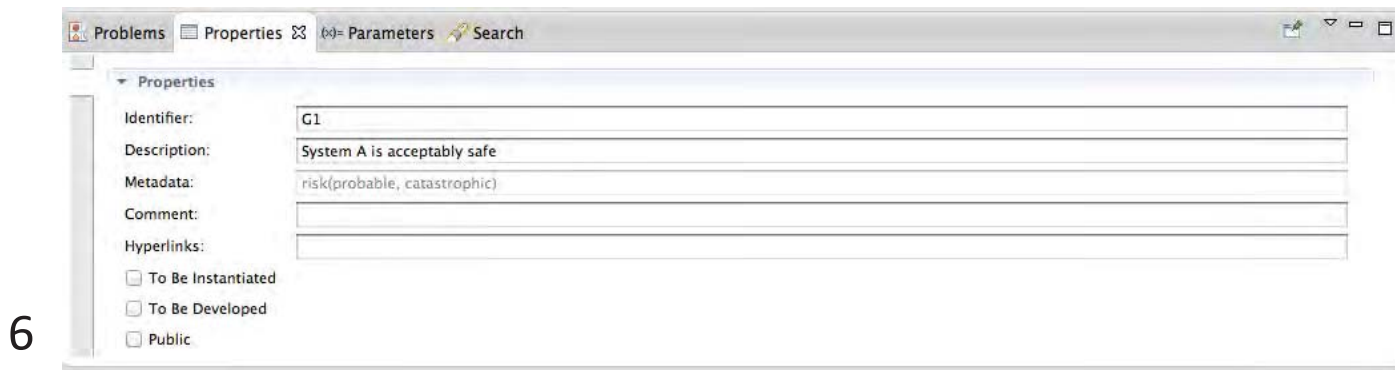 Problems Properties (x)= Parameters Search
Properties
Identifier: G1
Description: System A is acceptably safe
Metadata: risk(probable, catastrophic)
Comment:
Hyperlinks:
To Be Instantiated
To Be Developed
Public
6